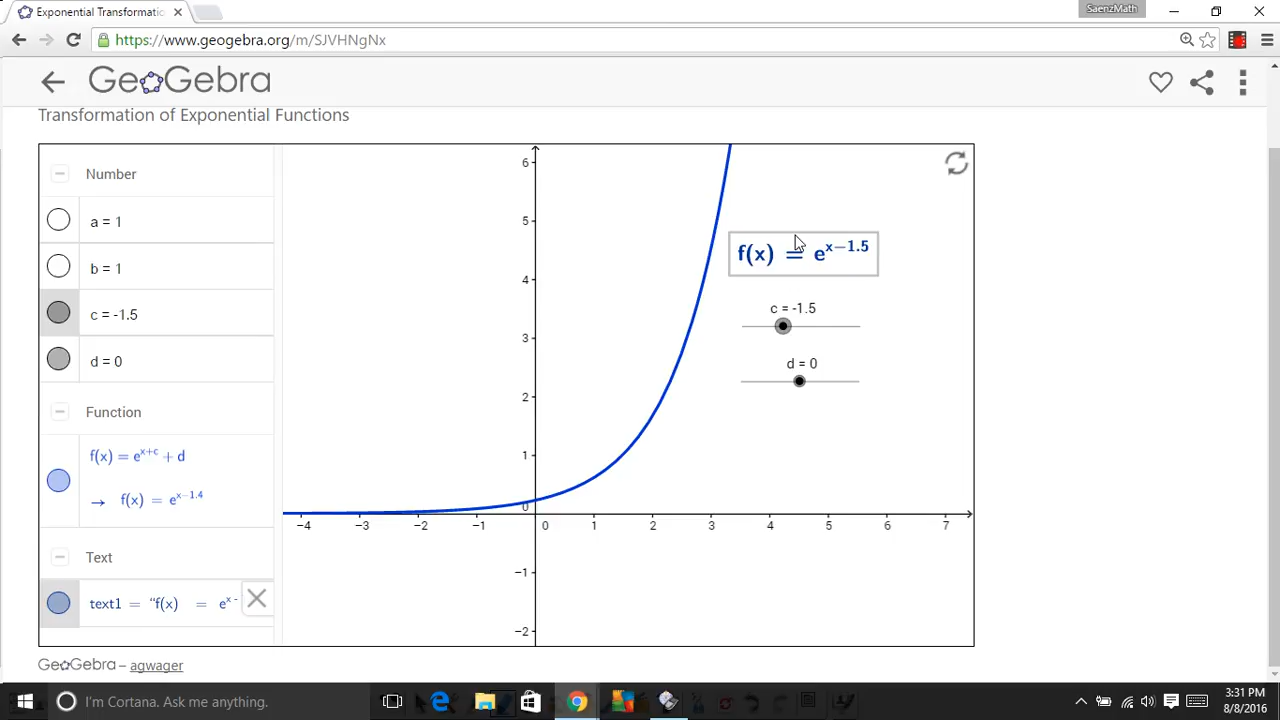 Exponential Transformatio
SaenzMath
https://www.geogebra.org/m/SJVHNgNx
GeoGebra
Transformation of Exponential Functions
Number
a = 1
b = 1
c = -1.5
d = 0
Function
f(x) = e^{x+c} + d
→ f(x) = e^{x−1.4}
Text
text1 = “f(x) = e^{x -}
6
5
4
3
2
1
0
−4 −3 −2 −1 0 1 2 3 4 5 6 7
−1
−2
f(x) = e^{x−1.5}
c = -1.5
d = 0
GeoGebra – agwager
I'm Cortana. Ask me anything.
3:31 PM
8/8/2016